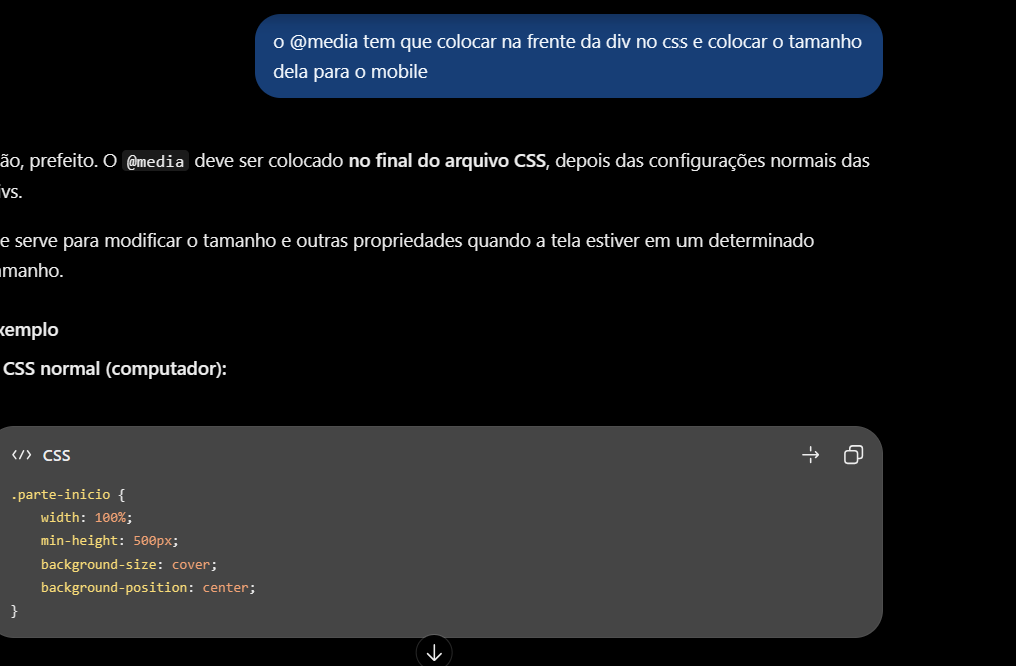 o @media tem que colocar na frente da div no css e colocar o tamanho
dela para o mobile
ão, prefeito. O @media deve ser colocado no final do arquivo CSS, depois das configurações normais das
ivs.
e serve para modificar o tamanho e outras propriedades quando a tela estiver em um determinado
amanho.
xemplo
CSS normal (computador):
</> CSS
.parte-inicio {
    width: 100%;
    min-height: 500px;
    background-size: cover;
    background-position: center;
}